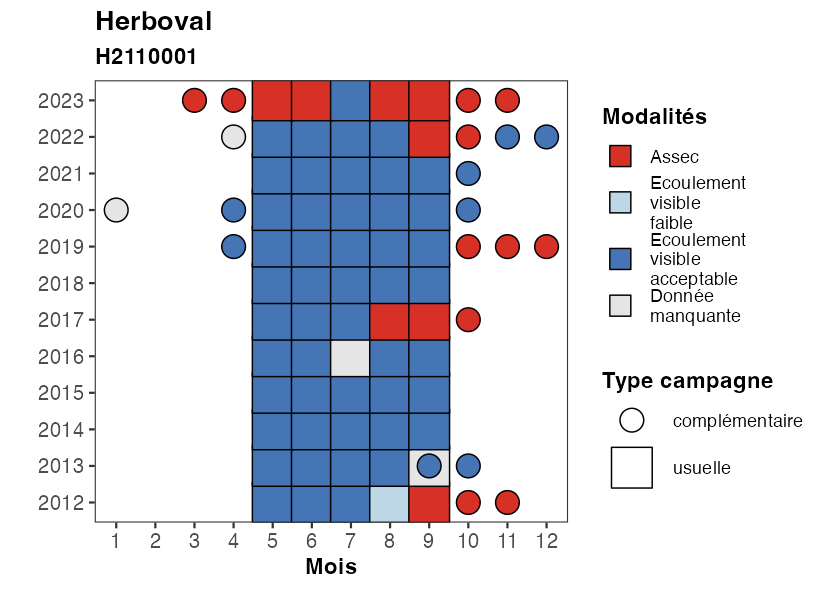 Herboval
H2110001
2023
2022
2021
2020
2019
2018
2017
2016
2015
2014
2013
2012
1 2 3 4 5 6 7 8 9 10 11 12
Mois
Modalités
Assec
Ecoulement
visible
faible
Ecoulement
visible
acceptable
Donnée
manquante
Type campagne
complémentaire
usuelle